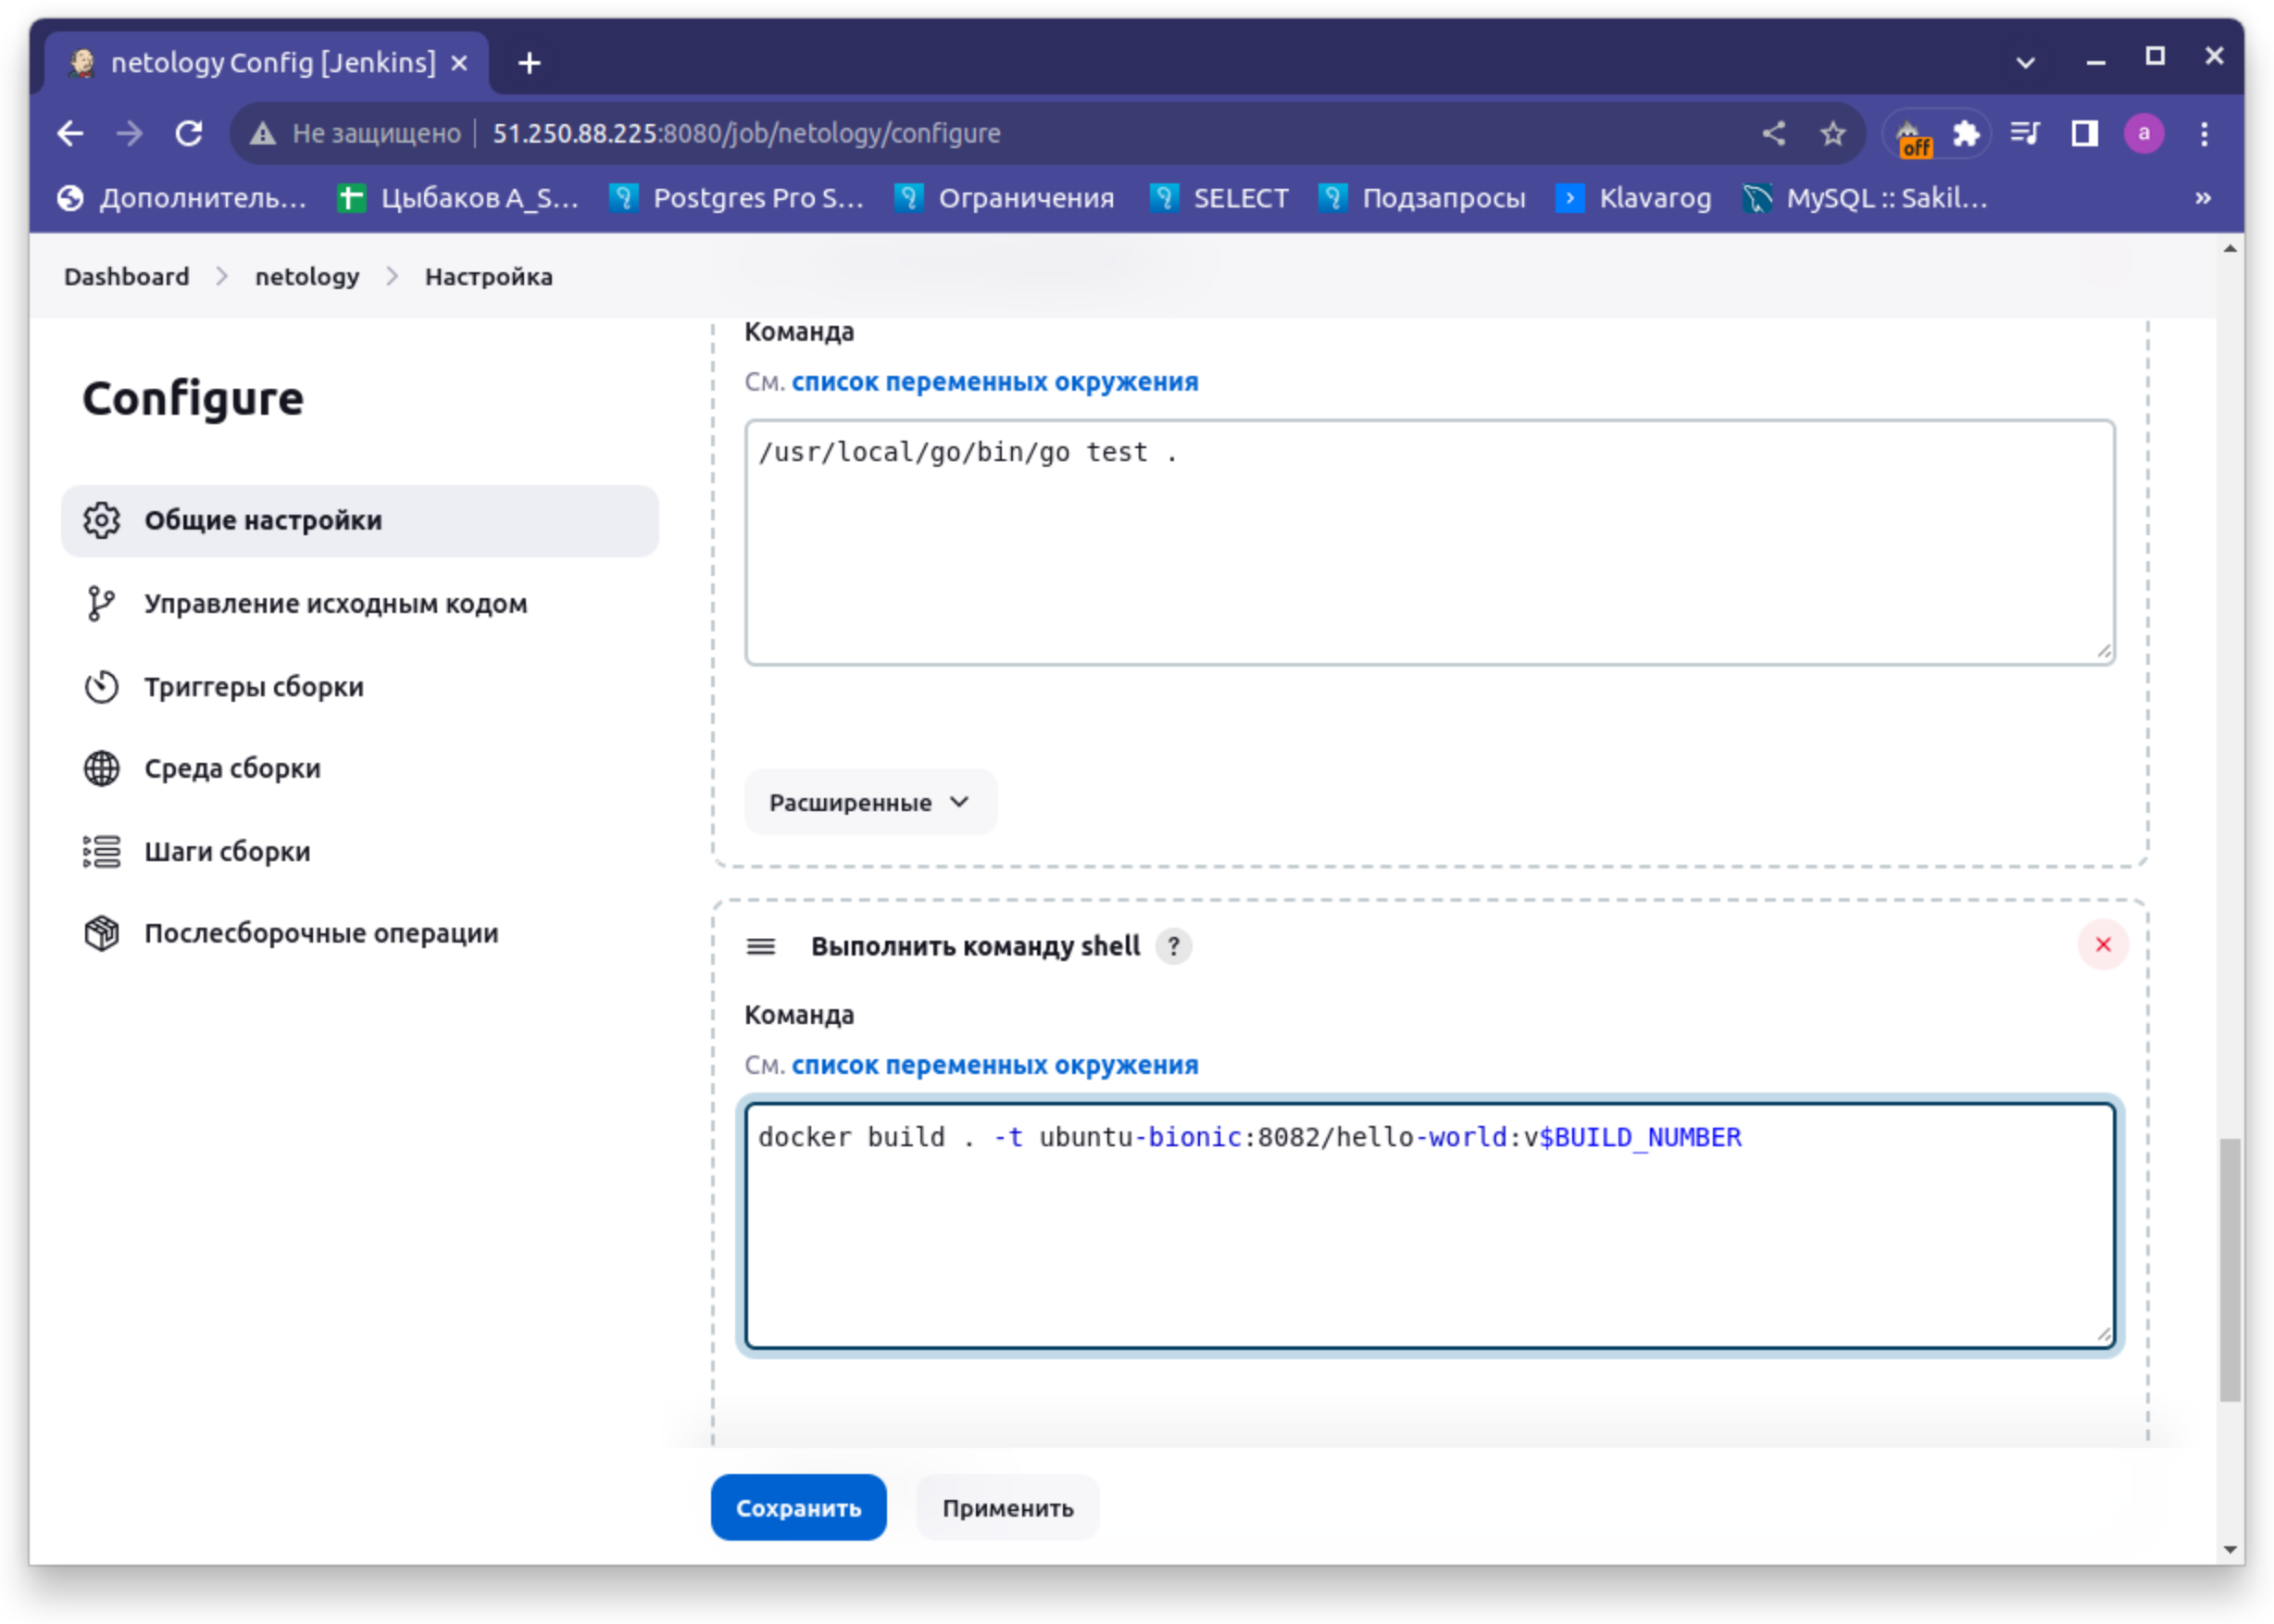 netology Config [Jenkins]
Не защищено 51.250.88.225:8080/job/netology/configure
off
a
Дополнитель... Цыбаков А_S... Postgres Pro S... Ограничения SELECT Подзапросы Klavarog MySQL :: Sakil... »
Dashboard netology Настройка
Configure
Общие настройки
Управление исходным кодом
Триггеры сборки
Среда сборки
Шаги сборки
Послесборочные операции
Команда
См. список переменных окружения
/usr/local/go/bin/go test .
Расширенные
Выполнить команду shell ?
Команда
См. список переменных окружения
docker build . -t ubuntu-bionic:8082/hello-world:v$BUILD_NUMBER
Сохранить Применить